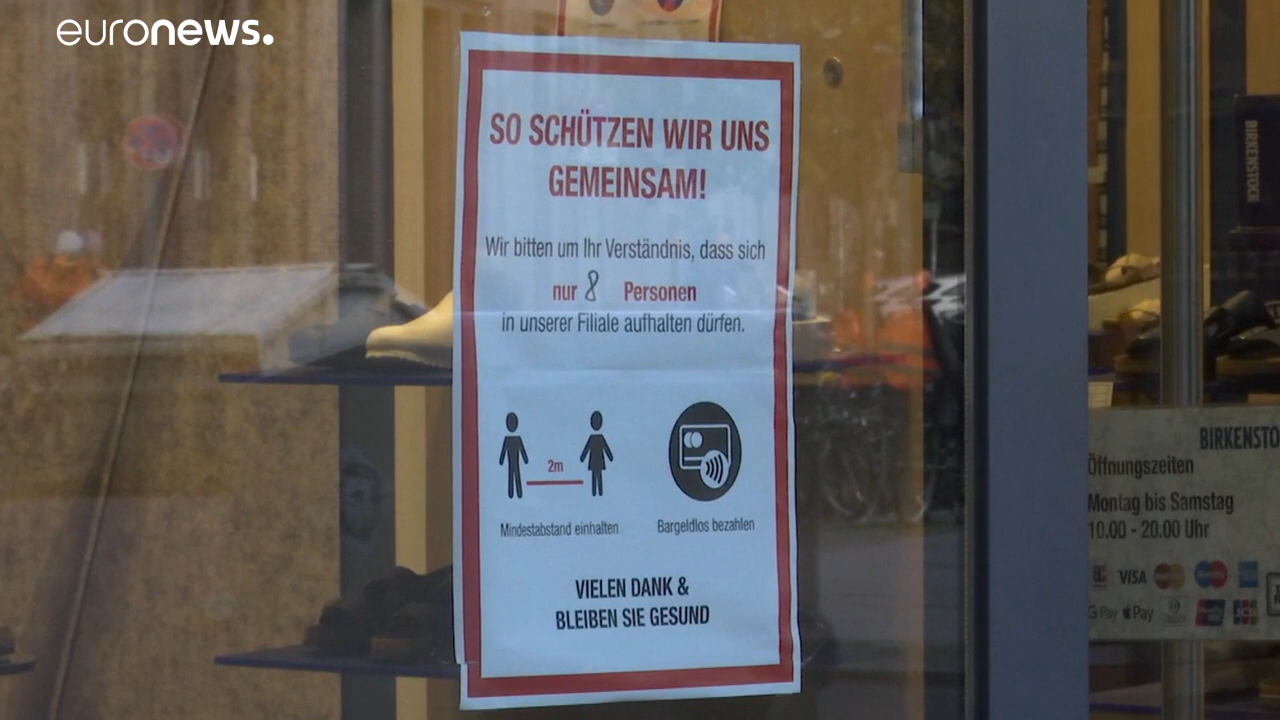 euronews.
SO SCHÜTZEN WIR UNS
GEMEINSAM!
Wir bitten um Ihr Verständnis, dass sich
nur 8 Personen
in unserer Filiale aufhalten dürfen.
2m
Mindestabstand einhalten
Bargeldlos bezahlen
VIELEN DANK &
BLEIBEN SIE GESUND
BIRKENSTOCK
BIRKENSTO
Öffnungszeiten
Montag bis Samstag
10.00 - 20.00 Uhr
VISA
G Pay Pay
JCB